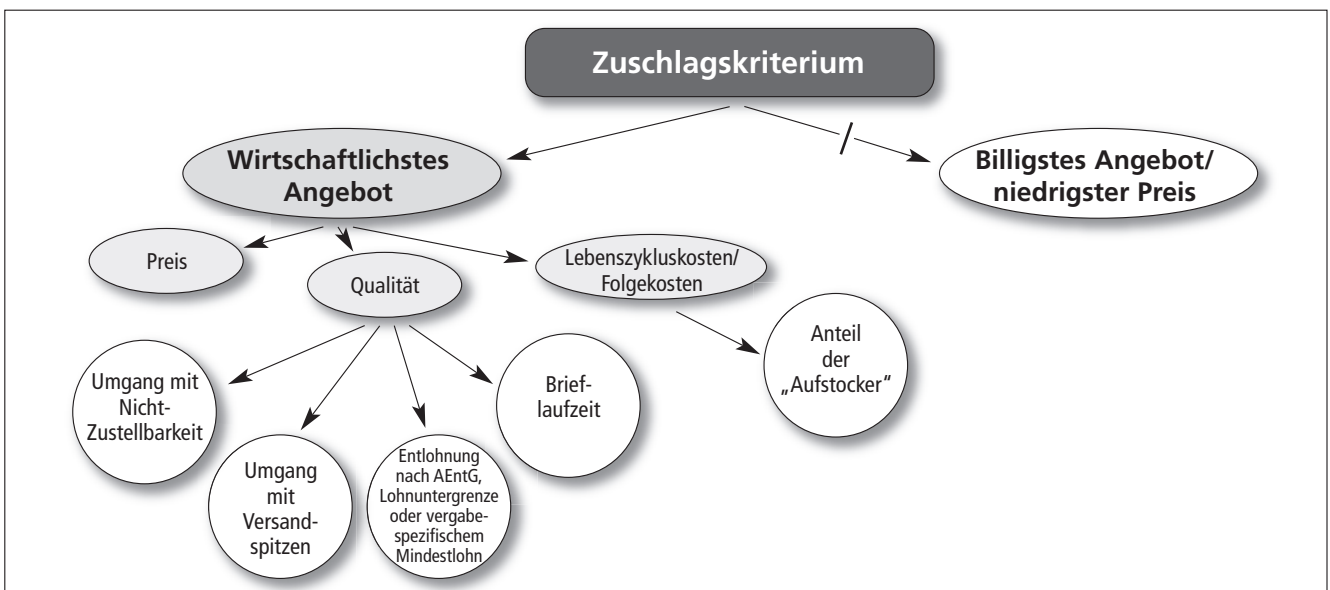 Zuschlagskriterium
Wirtschaftlichstes
Angebot
Billigstes Angebot/
niedrigster Preis
Preis
Qualität
Lebenszykluskosten/
Folgekosten
Umgang mit
Nicht-
Zustellbarkeit
Umgang
mit
Versand-
spitzen
Entlohnung
nach AEntG,
Lohnuntergrenze
oder vergabe-
spezifischem
Mindestlohn
Brief-
laufzeit
Anteil
der
„Aufstocker“